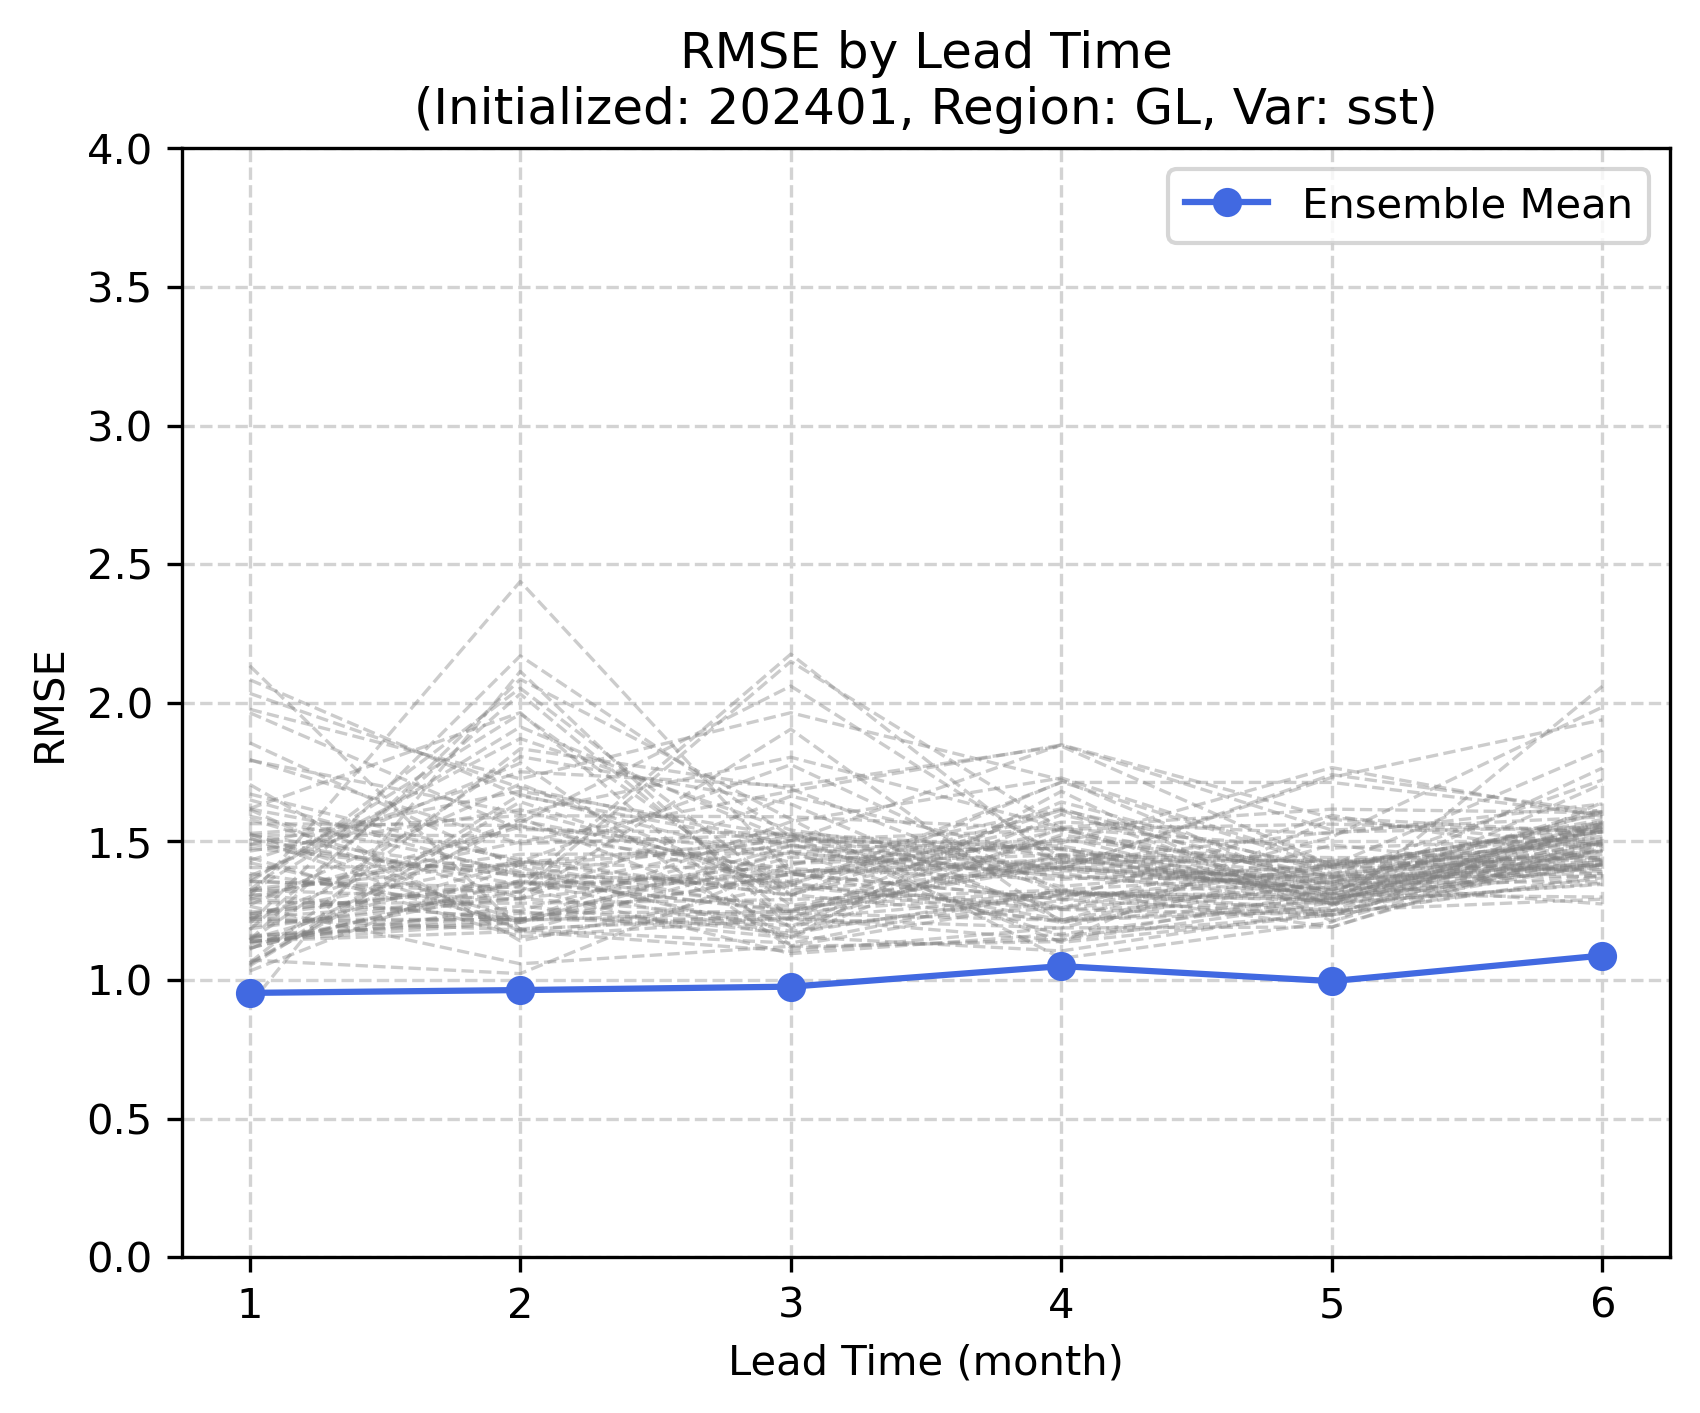 RMSE by Lead Time
(Initialized: 202401, Region: GL, Var: sst)
Ensemble Mean
RMSE
4.0
3.5
3.0
2.5
2.0
1.5
1.0
0.5
0.0
1 2 3 4 5 6
Lead Time (month)